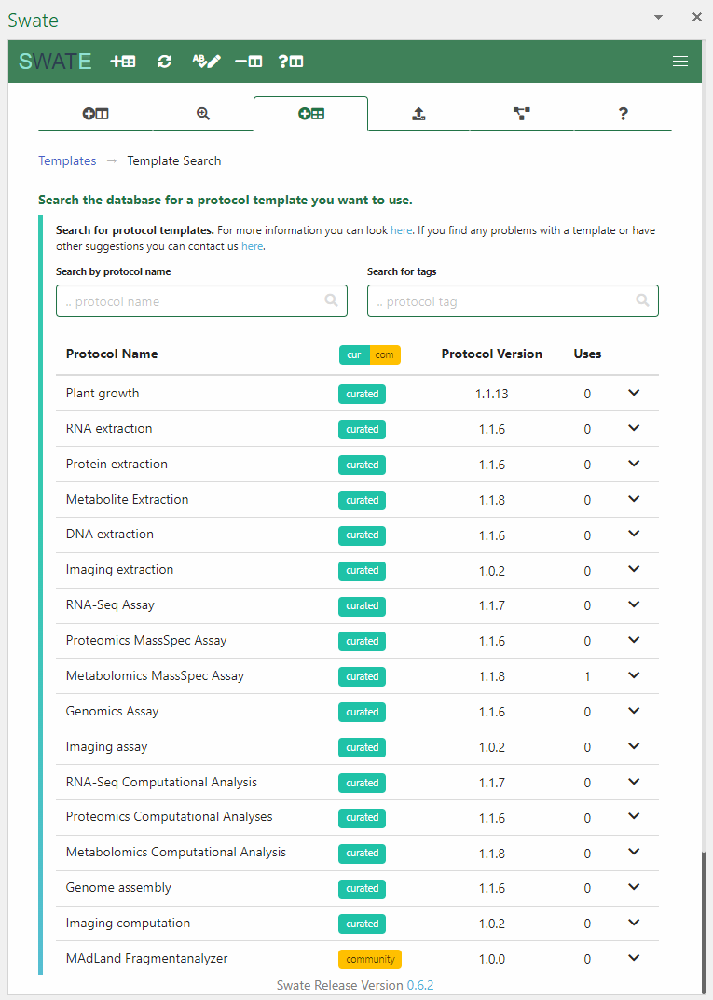 Swate
SWATE
Templates → Template Search
Search the database for a protocol template you want to use.
Search for protocol templates. For more information you can look here. If you find any problems with a template or have
other suggestions you can contact us here.
Search by protocol name Search for tags
.. protocol name .. protocol tag
Protocol Name cur com Protocol Version Uses
Plant growth curated 1.1.13 0
RNA extraction curated 1.1.6 0
Protein extraction curated 1.1.6 0
Metabolite Extraction curated 1.1.8 0
DNA extraction curated 1.1.6 0
Imaging extraction curated 1.0.2 0
RNA-Seq Assay curated 1.1.7 0
Proteomics MassSpec Assay curated 1.1.6 0
Metabolomics MassSpec Assay curated 1.1.8 1
Genomics Assay curated 1.1.6 0
Imaging assay curated 1.0.2 0
RNA-Seq Computational Analysis curated 1.1.7 0
Proteomics Computational Analyses curated 1.1.6 0
Metabolomics Computational Analysis curated 1.1.8 0
Genome assembly curated 1.1.6 0
Imaging computation curated 1.0.2 0
MAdLand Fragmentanalyzer community 1.0.0 0
Swate Release Version 0.6.2